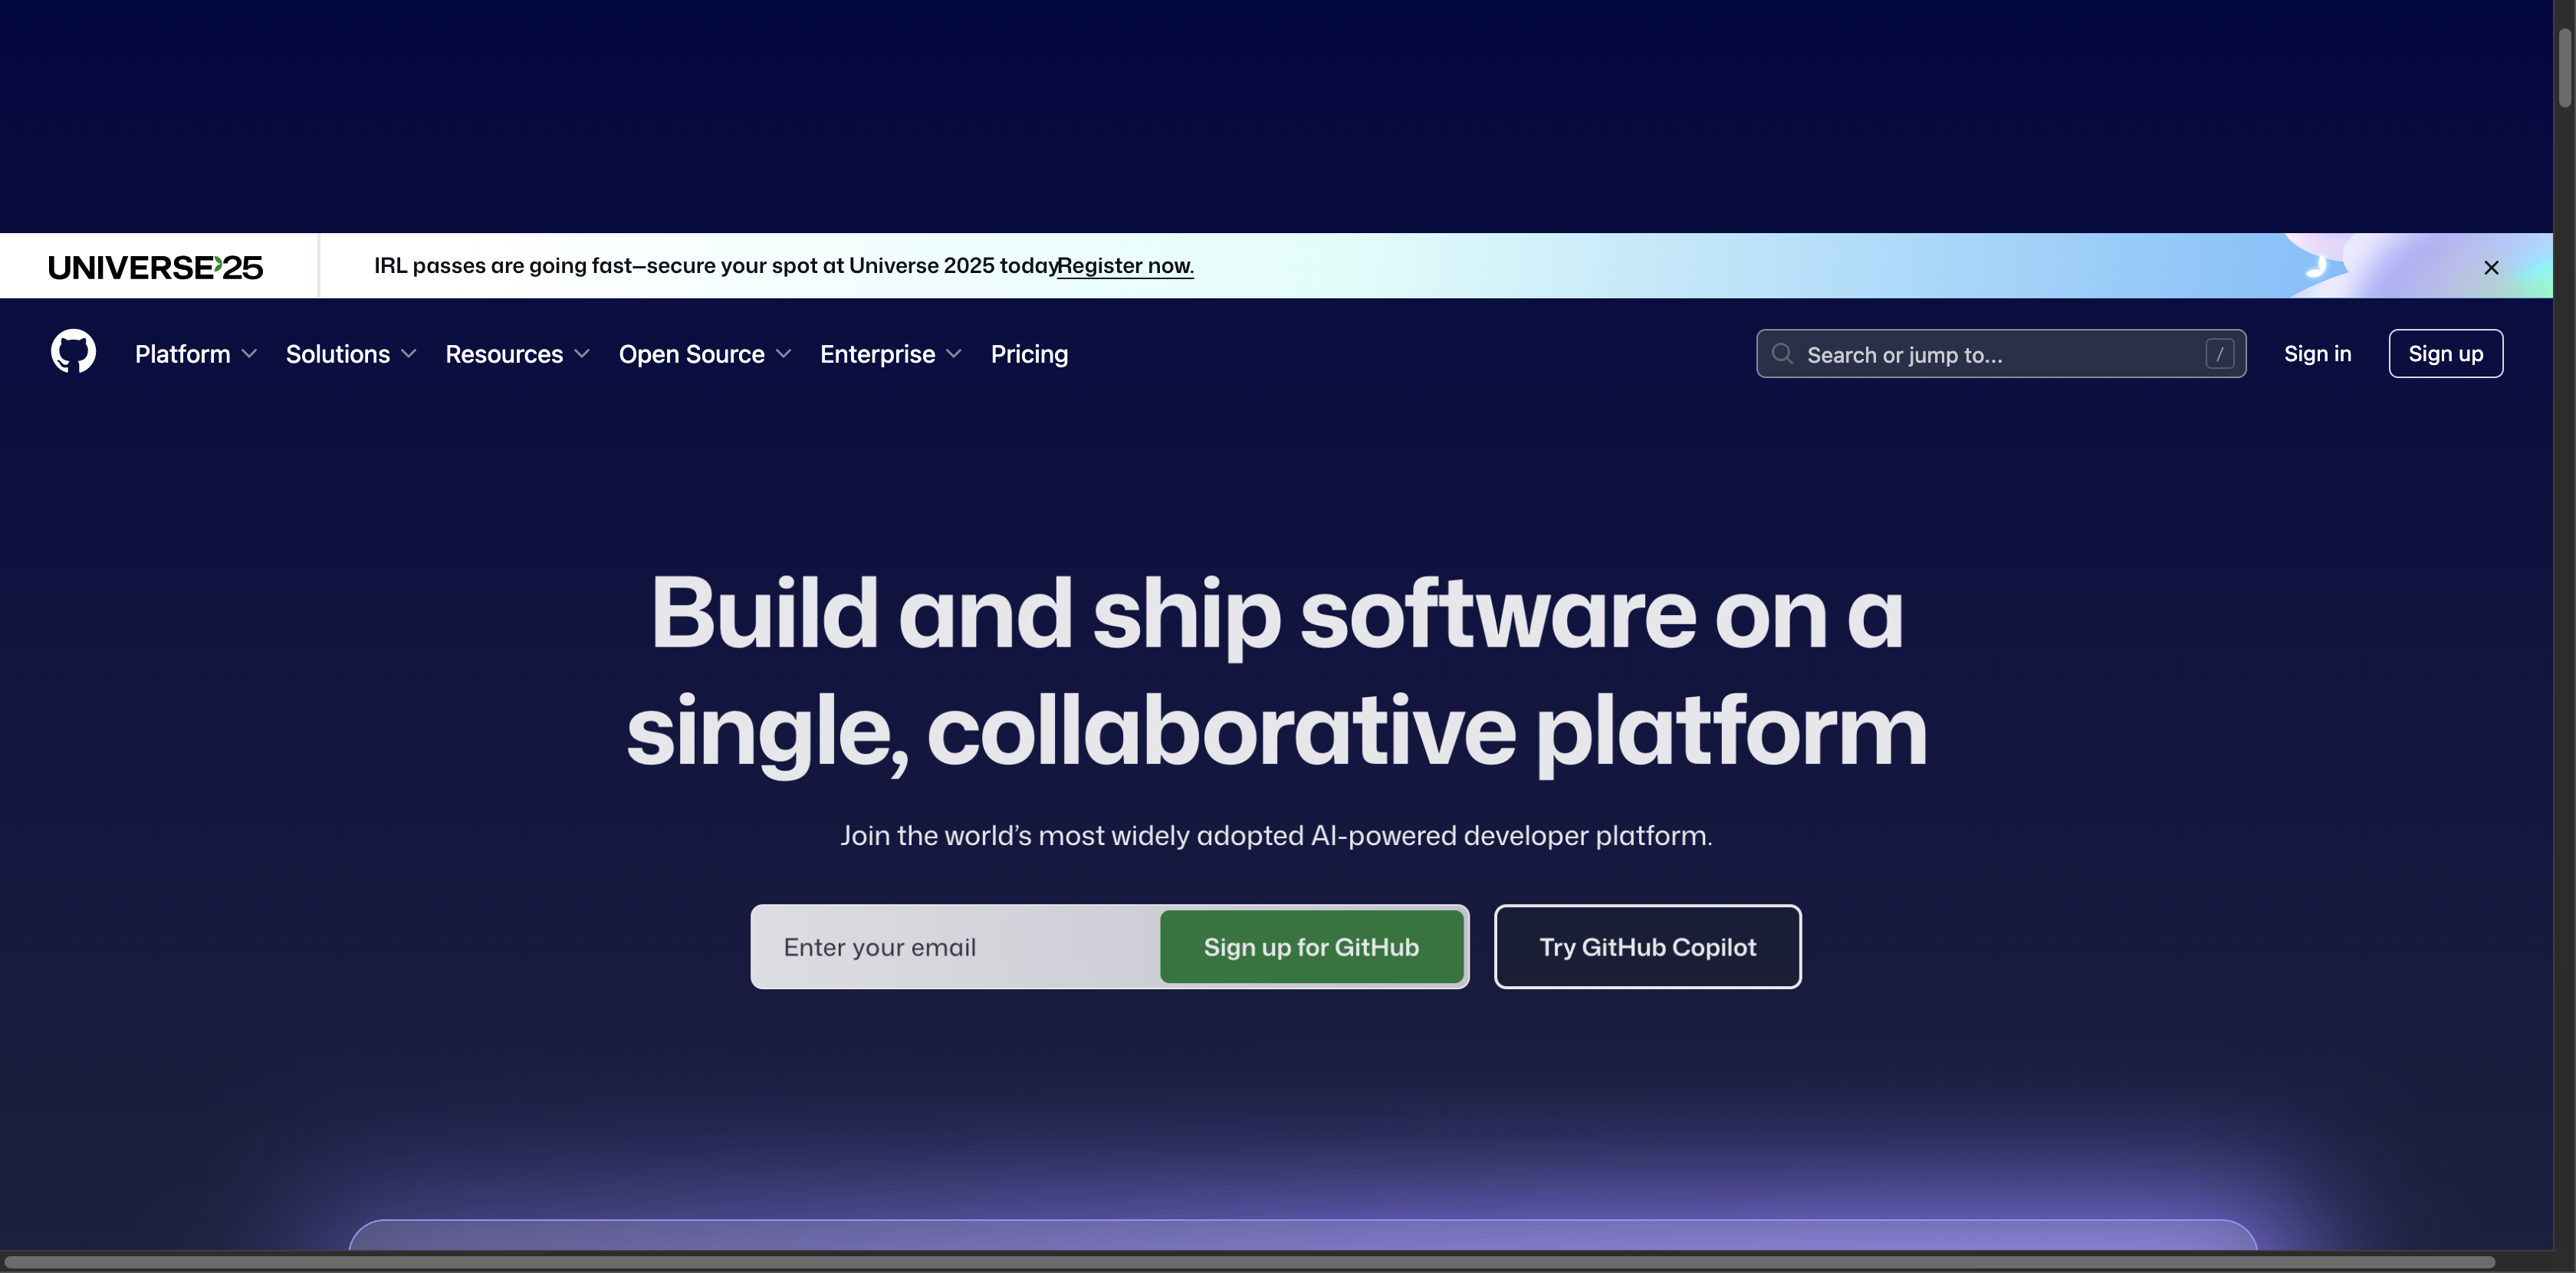 UNIVERSE'25
IRL passes are going fast—secure your spot at Universe 2025 today Register now.
Platform
Solutions
Resources
Open Source
Enterprise
Pricing
Search or jump to...
/
Sign in
Sign up
Build and ship software on a
single, collaborative platform
Join the world’s most widely adopted AI-powered developer platform.
Enter your email
Sign up for GitHub
Try GitHub Copilot